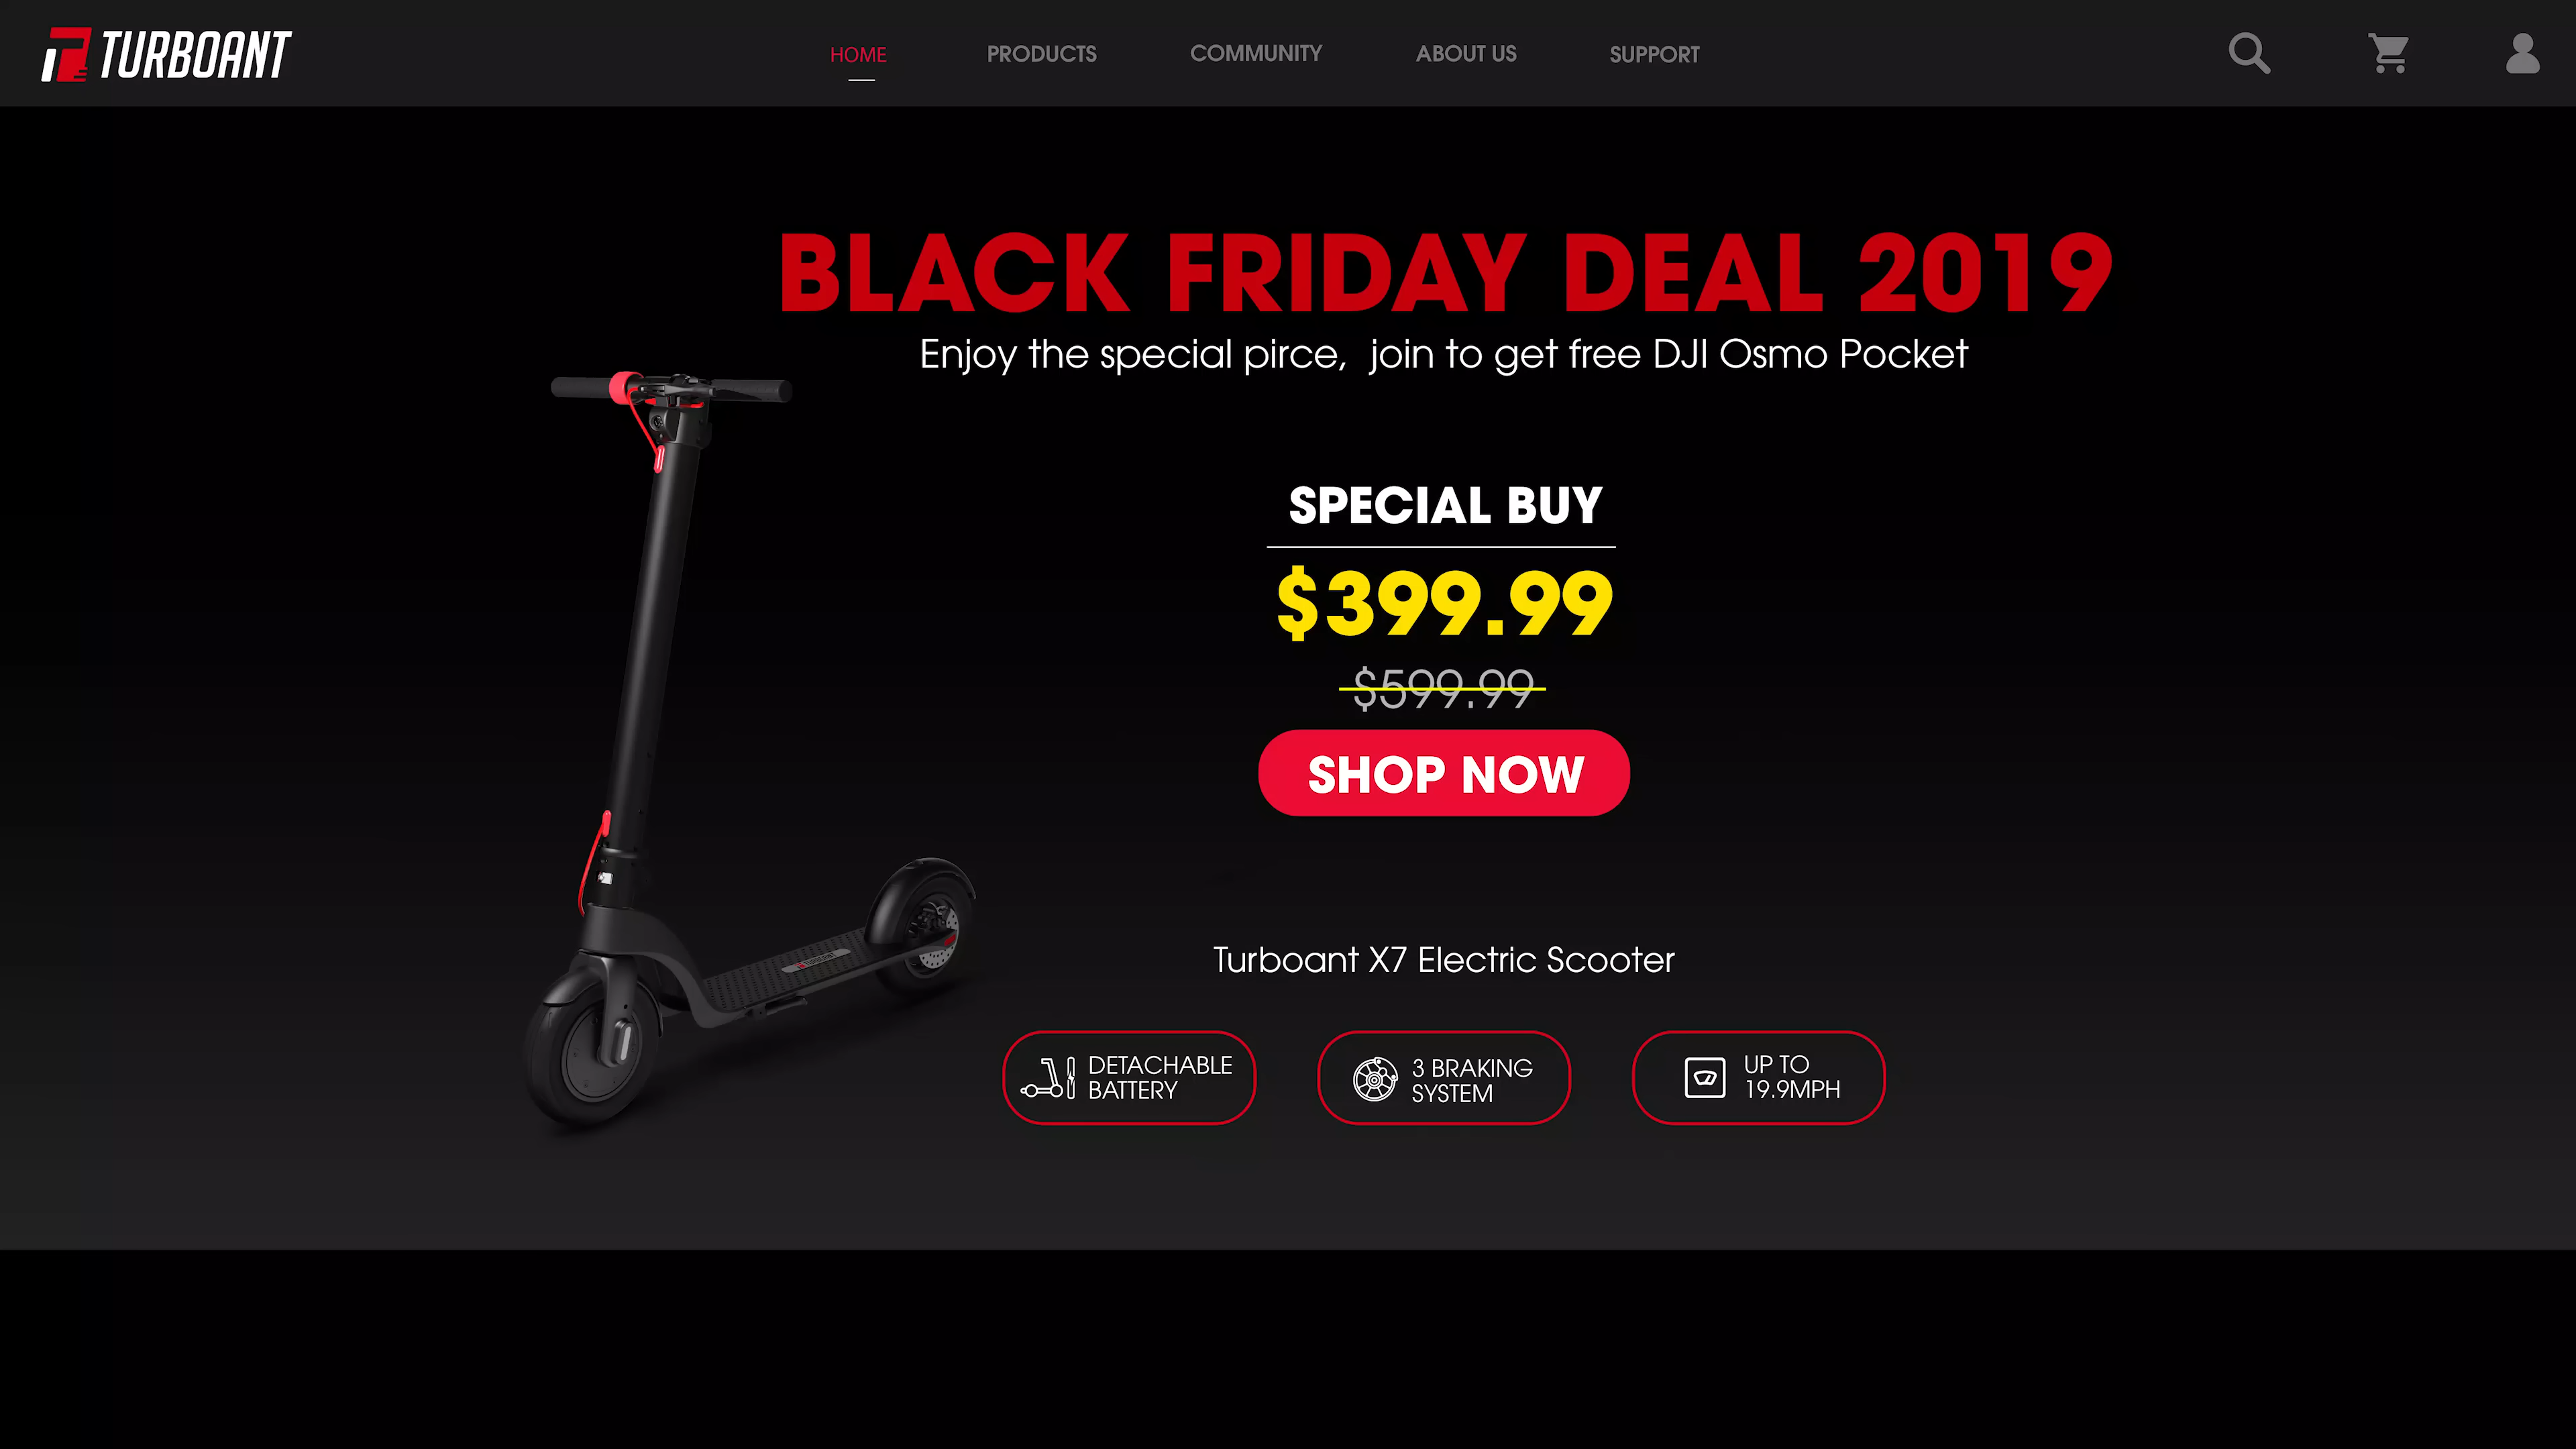 TURBOANT
HOME
PRODUCTS
COMMUNITY
ABOUT US
SUPPORT
BLACK FRIDAY DEAL 2019
Enjoy the special pirce, join to get free DJI Osmo Pocket
SPECIAL BUY
$399.99
$599.99
SHOP NOW
TURBOANT
Turboant X7 Electric Scooter
DETACHABLE
BATTERY
3 BRAKING
SYSTEM
UP TO
19.9MPH